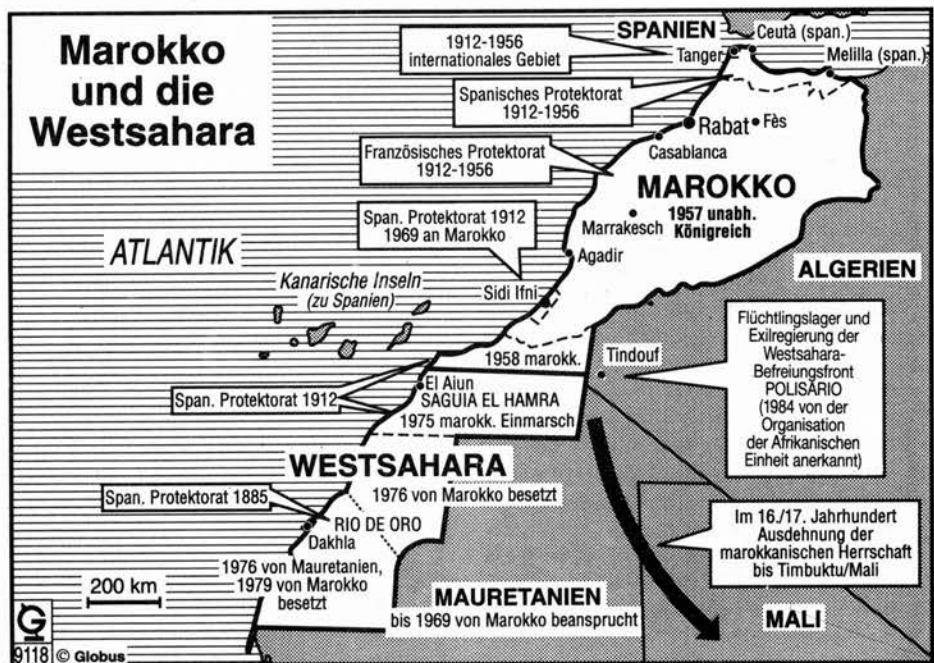 Marokko
und die
Westsahara
SPANIEN
Ceutà (span.)
Tanger
Melilla (span.)
1912-1956
internationales Gebiet
Spanisches Protektorat
1912-1956
Rabat
Fès
Casablanca
Französisches Protektorat
1912-1956
MAROKKO
1957 unabh.
Königreich
Marrakesch
Span. Protektorat 1912
1969 an Marokko
Agadir
ATLANTIK
Kanarische Inseln
(zu Spanien)
Sidi Ifni
ALGERIEN
Flüchtlingslager und
Exilregierung der
Westsahara-
Befreiungsfront
POLISARIO
(1984 von der
Organisation
der Afrikanischen
Einheit anerkannt)
1958 marokk.
Tindouf
Span. Protektorat 1912
El Aiun
SAGUIA EL HAMRA
1975 marokk. Einmarsch
WESTSAHARA
1976 von Marokko besetzt
Span. Protektorat 1885
RIO DE ORO
Dakhla
Im 16./17. Jahrhundert
Ausdehnung der
marokkanischen Herrschaft
bis Timbuktu/Mali
1976 von Mauretanien,
1979 von Marokko
besetzt
200 km
MAURETANIEN
bis 1969 von Marokko beansprucht
MALI
G
9118 © Globus